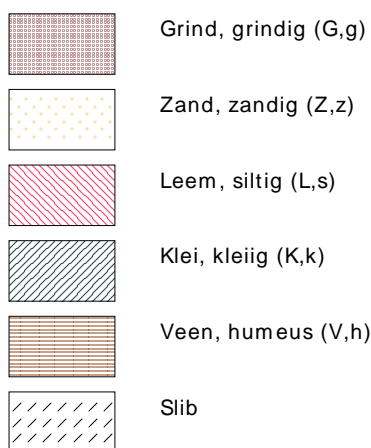 Grind, grindig (G,g)
Zand, zandig (Z,z)
Leem, siltig (L,s)
Klei, kleiig (K,k)
Veen, humeus (V,h)
Slib